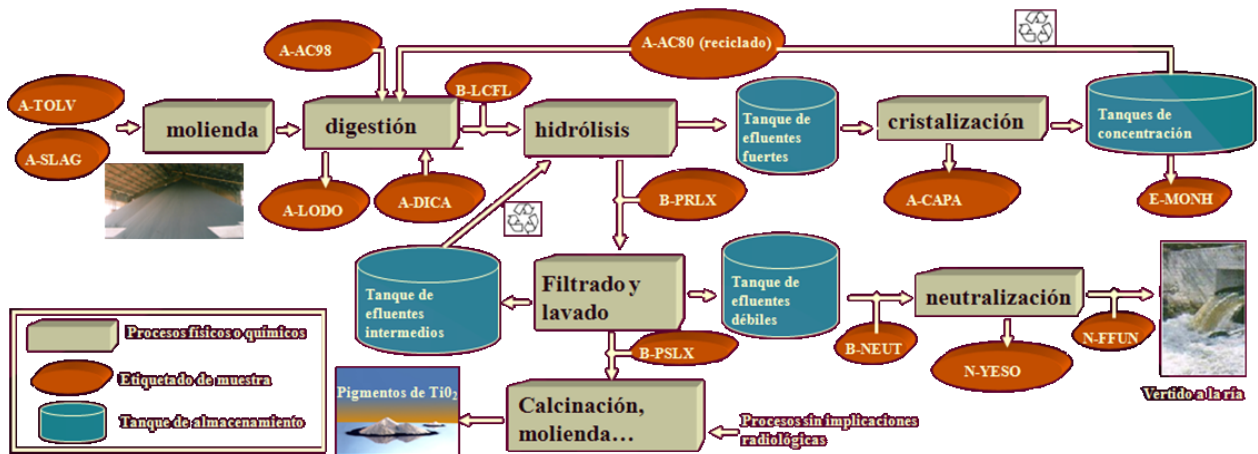 A-AC98
A-AC80 (reciclado)
A-TOLV
B-LCFL
molienda
digestión
hidrólisis
Tanque de
efluentes
fuertes
cristalización
Tanques de
concentración
A-SLAG
A-LODO
A-DICA
B-PRLX
A-CAPA
E-MONH
Tanque de
efluentes
intermedios
Filtrado y
lavado
Tanque de
efluentes
débiles
neutralización
B-PSLX
B-NEUT
N-FFUN
N-YESO
Vertido a la ría
Procesos físicos o químicos
Etiquetado de muestra
Tanque de almacenamiento
Pigmentos de Ti0₂
Calcinación,
molienda…
Procesos sin implicaciones
radiológicas